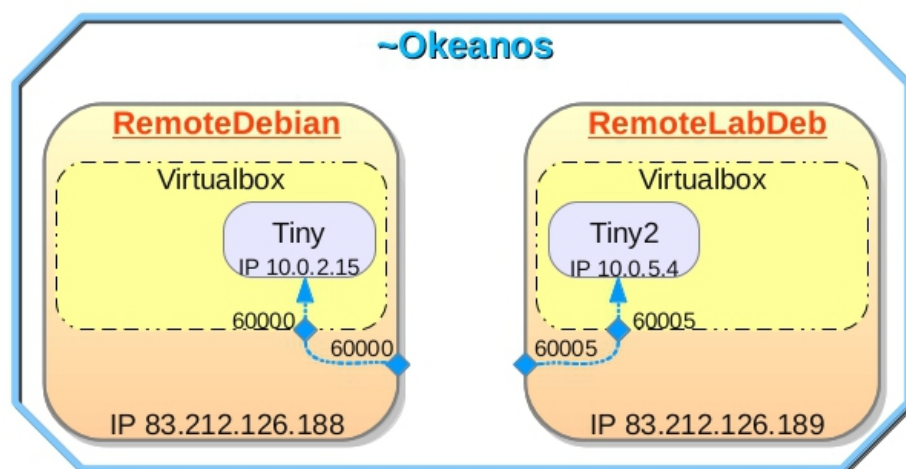 ~Okeanos
RemoteDebian
Virtualbox
Tiny
IP 10.0.2.15
60000
60000
IP 83.212.126.188
RemoteLabDeb
Virtualbox
Tiny2
IP 10.0.5.4
60005
60005
IP 83.212.126.189